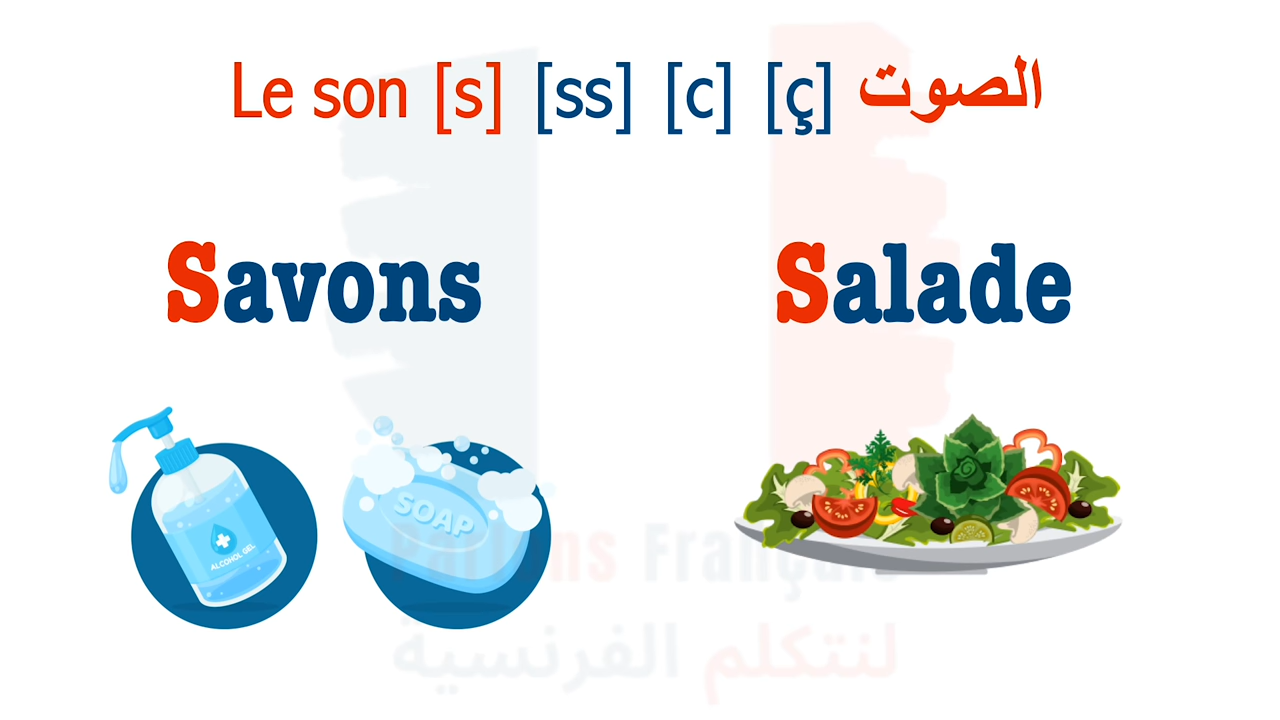 Le son [s] [ss] [c] [ç] الصوت
Savons
Salade
ALCOHOL GEL
SOAP
Parlons Français
لنتكلم الفرنسية